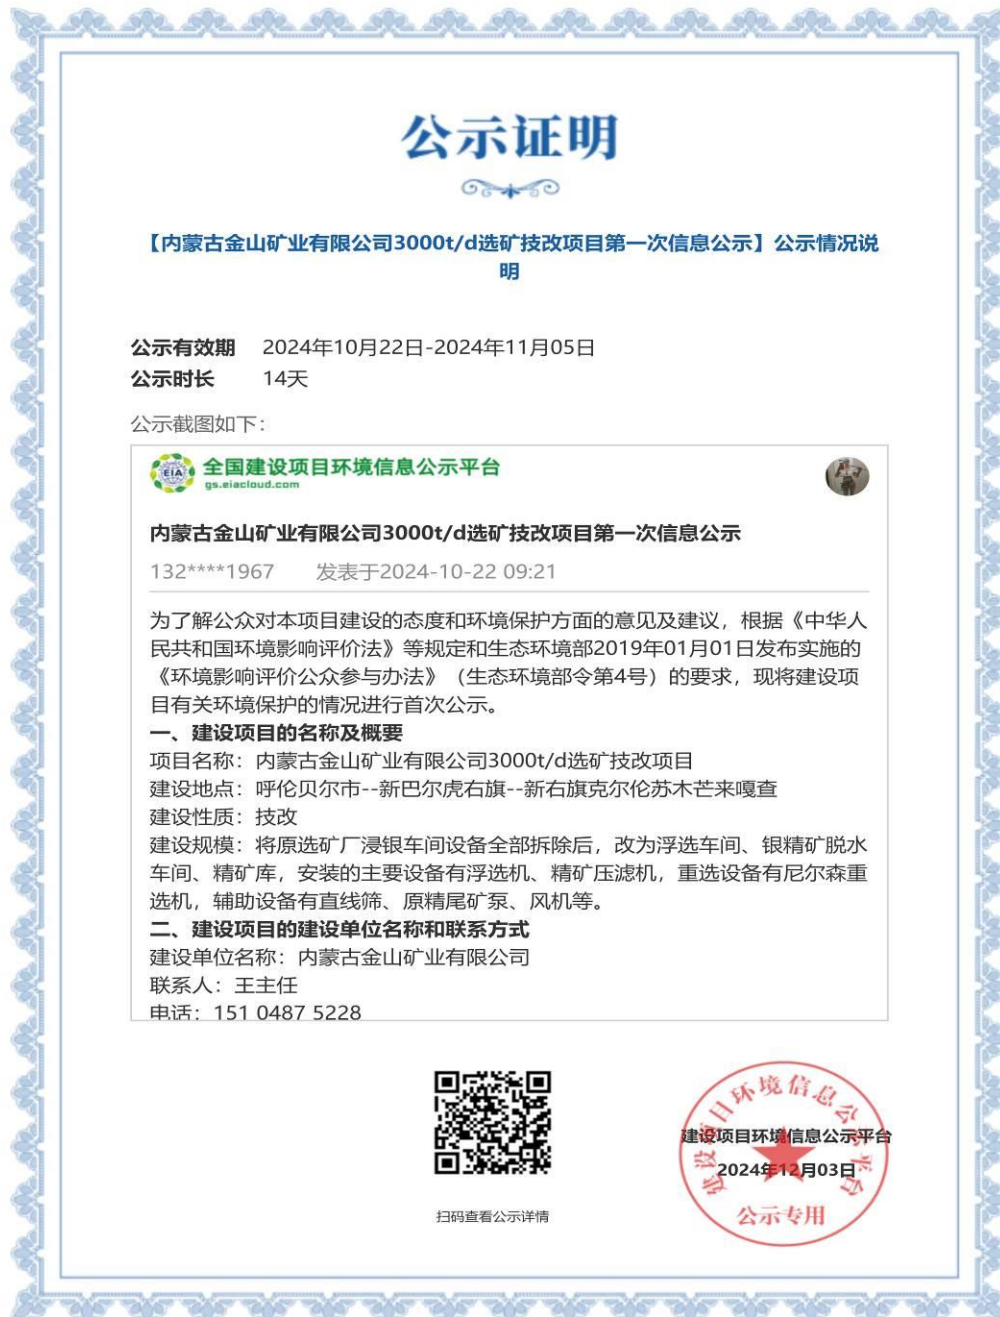 公示证明
【内蒙古金山矿业有限公司3000t/d选矿技改项目第一次信息公示】公示情况说
明
公示有效期 2024年10月22日-2024年11月05日
公示时长 14天
公示截图如下:
EIA 全国建设项目环境信息公示平台
gs.eiacloud.com
内蒙古金山矿业有限公司3000t/d选矿技改项目第一次信息公示
132****1967 发表于2024-10-22 09:21
为了解公众对本项目建设的态度和环境保护方面的意见及建议，根据《中华人
民共和国环境影响评价法》等规定和生态环境部2019年01月01日发布实施的
《环境影响评价公众参与办法》（生态环境部令第4号）的要求，现将建设项
目有关环境保护的情况进行首次公示。
一、建设项目的名称及概要
项目名称：内蒙古金山矿业有限公司3000t/d选矿技改项目
建设地点：呼伦贝尔市--新巴尔虎右旗--新右旗克尔伦苏木芒来嘎查
建设性质：技改
建设规模：将原选矿厂浸银车间设备全部拆除后，改为浮选车间、银精矿脱水
车间、精矿库，安装的主要设备有浮选机、精矿压滤机，重选设备有尼尔森重
选机，辅助设备有直线筛、原精尾矿泵、风机等。
二、建设项目的建设单位名称和联系方式
建设单位名称：内蒙古金山矿业有限公司
联系人：王主任
电话：151 0487 5228
扫码查看公示详情
建设项目环境信息公示平台
2024年12月03日
建设项目环境信息公示平台
公示专用